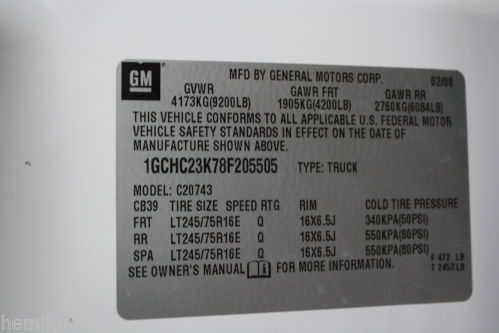 GM
MFD BY GENERAL MOTORS CORP. 02/08
GVWR GAWR FRT GAWR RR
4173KG(9200LB) 1905KG(4200LB) 2760KG(6084LB)
THIS VEHICLE CONFORMS TO ALL APPLICABLE U.S. FEDERAL MOTOR
VEHICLE SAFETY STANDARDS IN EFFECT ON THE DATE OF
MANUFACTURE SHOWN ABOVE.
1GCHC23K78F205505 TYPE: TRUCK
MODEL: C20743
CB39 TIRE SIZE SPEED RTG RIM COLD TIRE PRESSURE
FRT LT245/75R16E Q 16X6.5J 340KPA(50PSI)
RR LT245/75R16E Q 16X6.5J 550KPA(80PSI)
SPA LT245/75R16E Q 16X6.5J 550KPA(80PSI)
SEE OWNER'S MANUAL FOR MORE INFORMATION.
F 472 LB
T 2453 LB